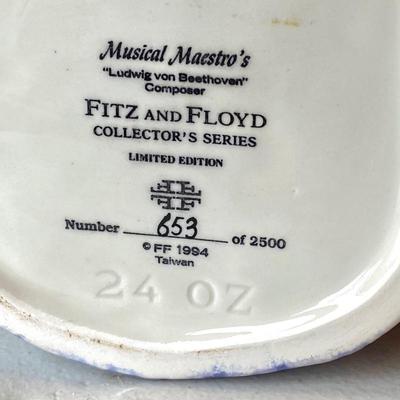 Musical Maestro's
"Ludwig von Beethoven"
Composer
FITZ AND FLOYD
COLLECTOR'S SERIES
LIMITED EDITION
Number 653 of 2500
© FF 1994
Taiwan
24 OZ